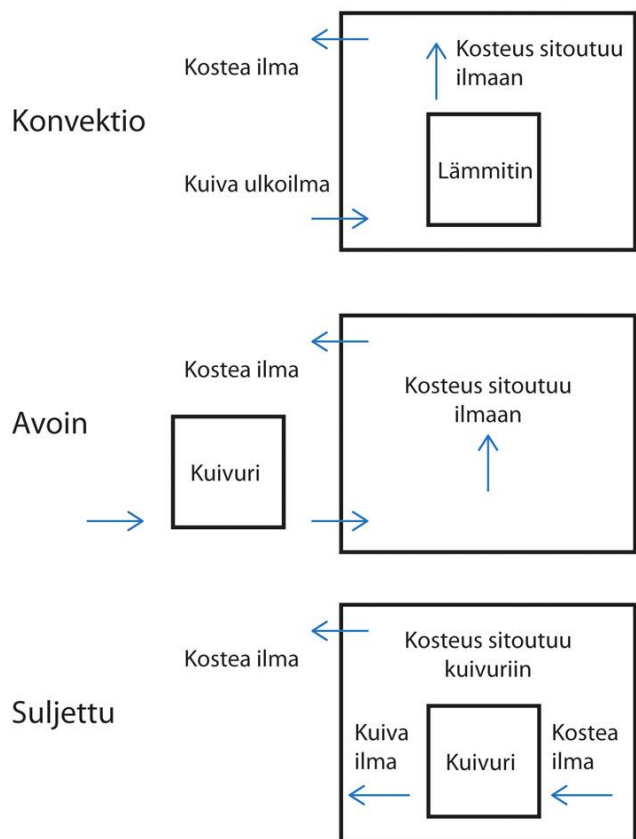 Konvektio
Kostea ilma
Kosteus sitoutuu
ilmaan
Kuiva ulkoilma
Lämmitin
Avoin
Kostea ilma
Kosteus sitoutuu
ilmaan
Kuivuri
Suljettu
Kostea ilma
Kosteus sitoutuu
kuivuriin
Kuiva
ilma
Kuivuri
Kostea
ilma